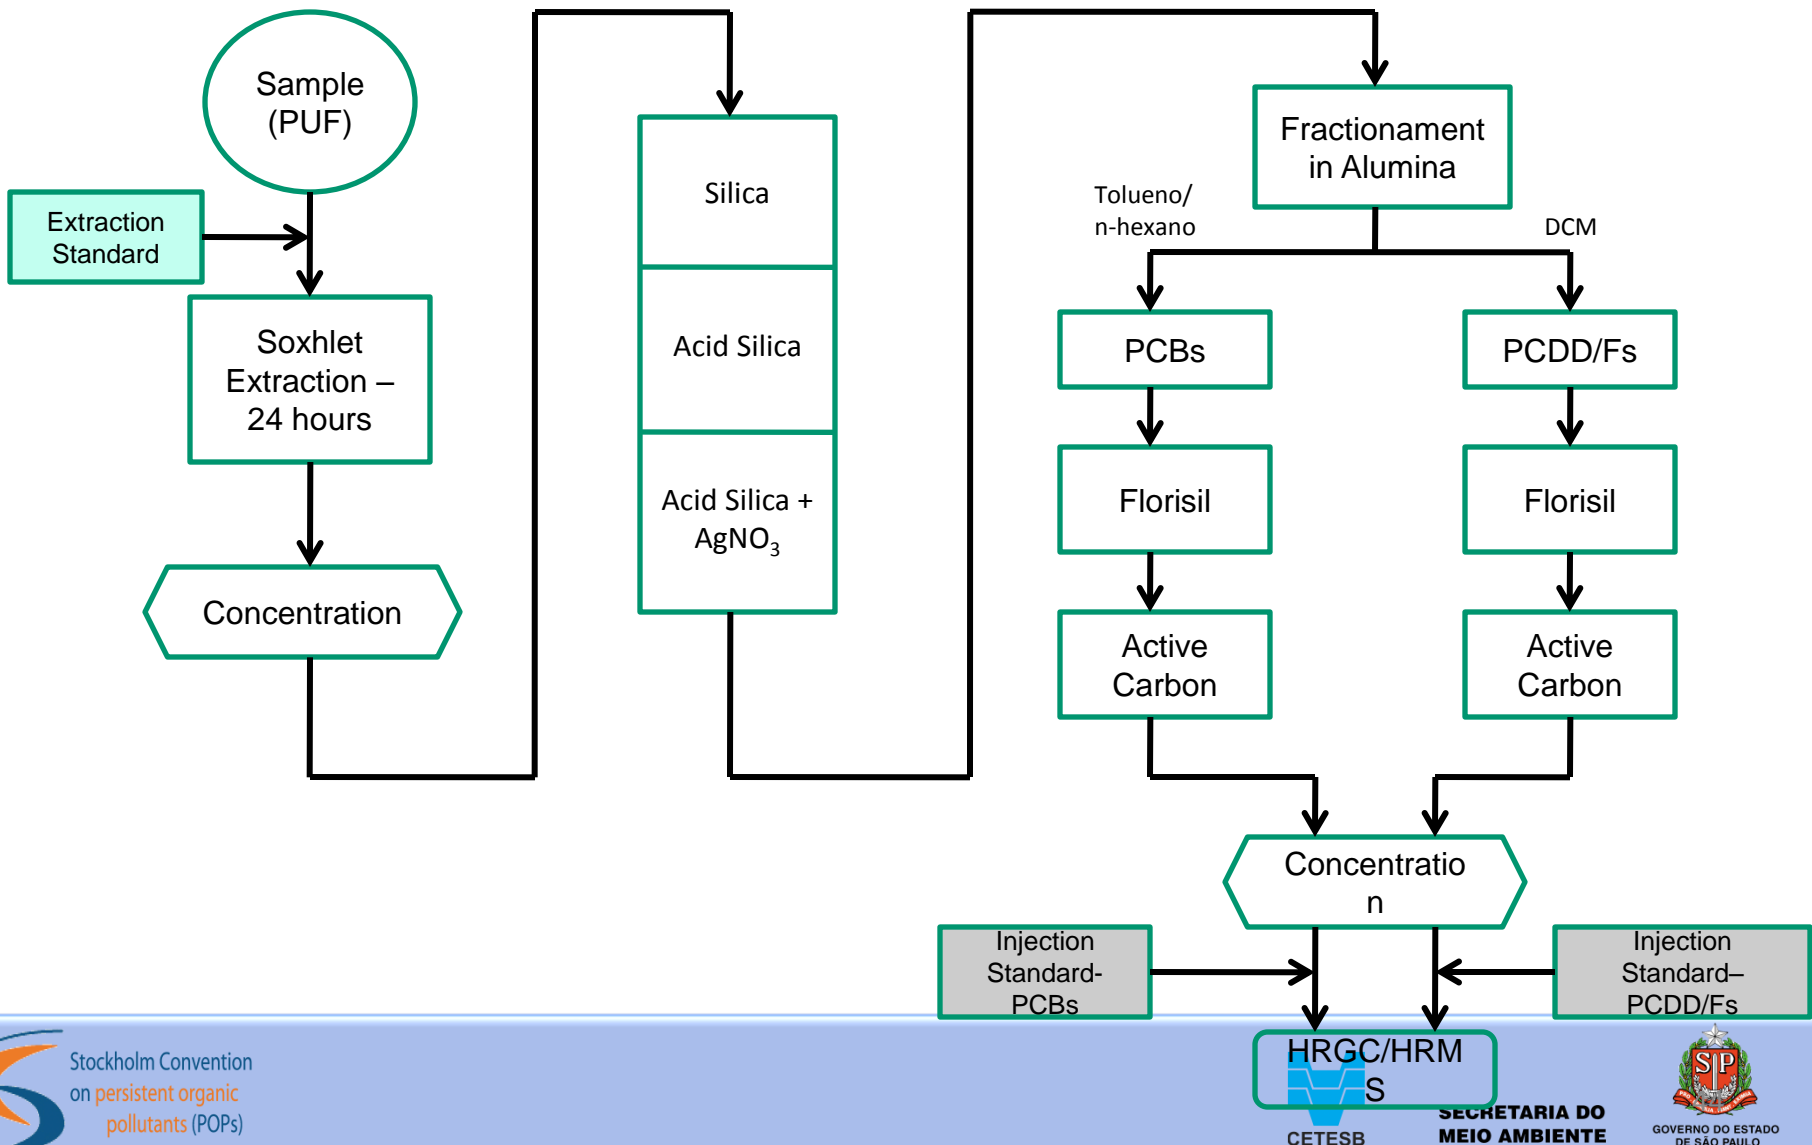 Sample
(PUF)
Extraction
Standard
Soxhlet
Extraction –
24 hours
Concentration
Silica
Acid Silica
Acid Silica +
AgNO₃
Fractionament
in Alumina
Tolueno/
n-hexano
DCM
PCBs
PCDD/Fs
Florisil
Florisil
Active
Carbon
Active
Carbon
Concentratio
n
Injection
Standard-
PCBs
Injection
Standard–
PCDD/Fs
HRGC/HRM
S
Stockholm Convention
on persistent organic
pollutants (POPs)
CETESB
SECRETARIA DO
MEIO AMBIENTE
SP
GOVERNO DO ESTADO
DE SÃO PAULO